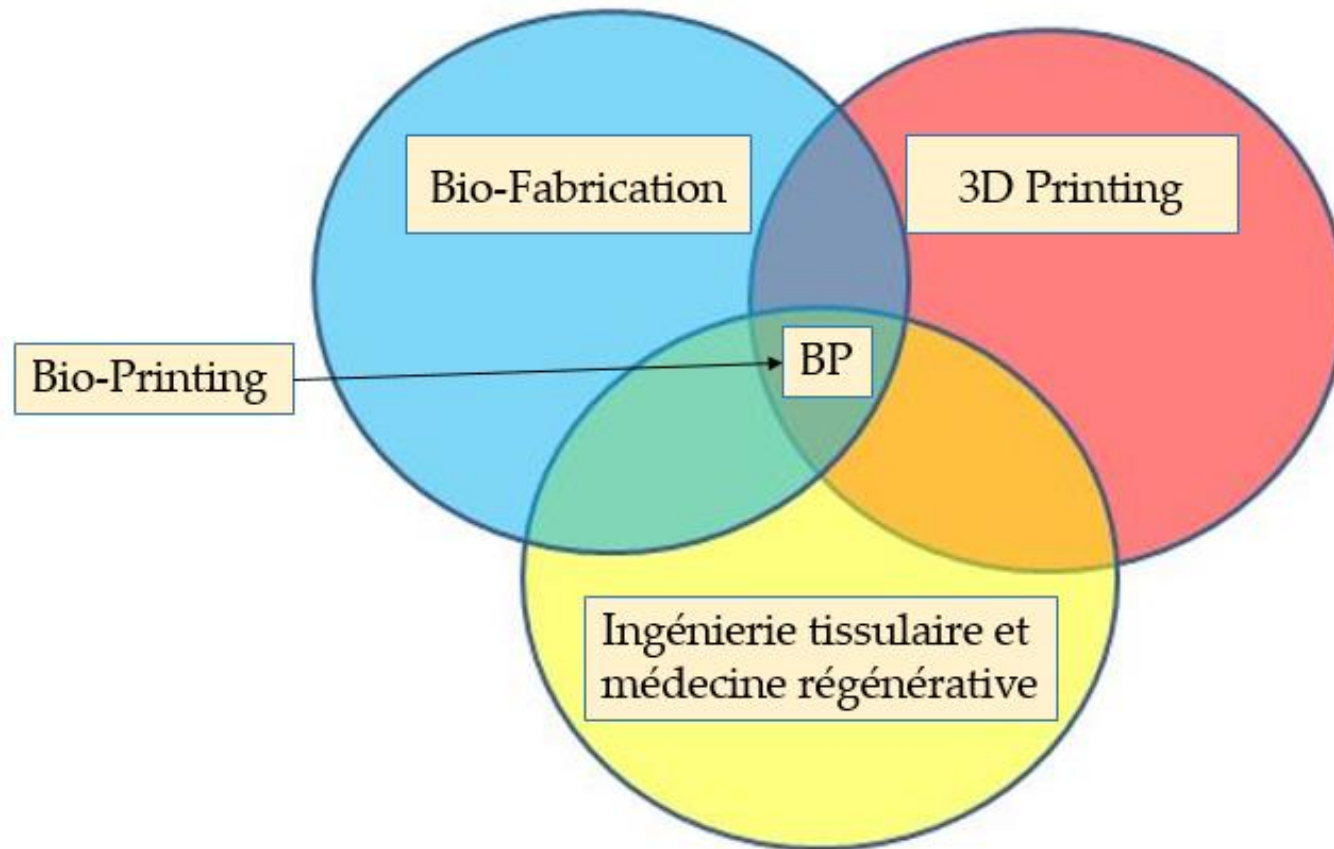 Bio-Fabrication
3D Printing
Bio-Printing
BP
Ingénierie tissulaire et
médecine régénérative